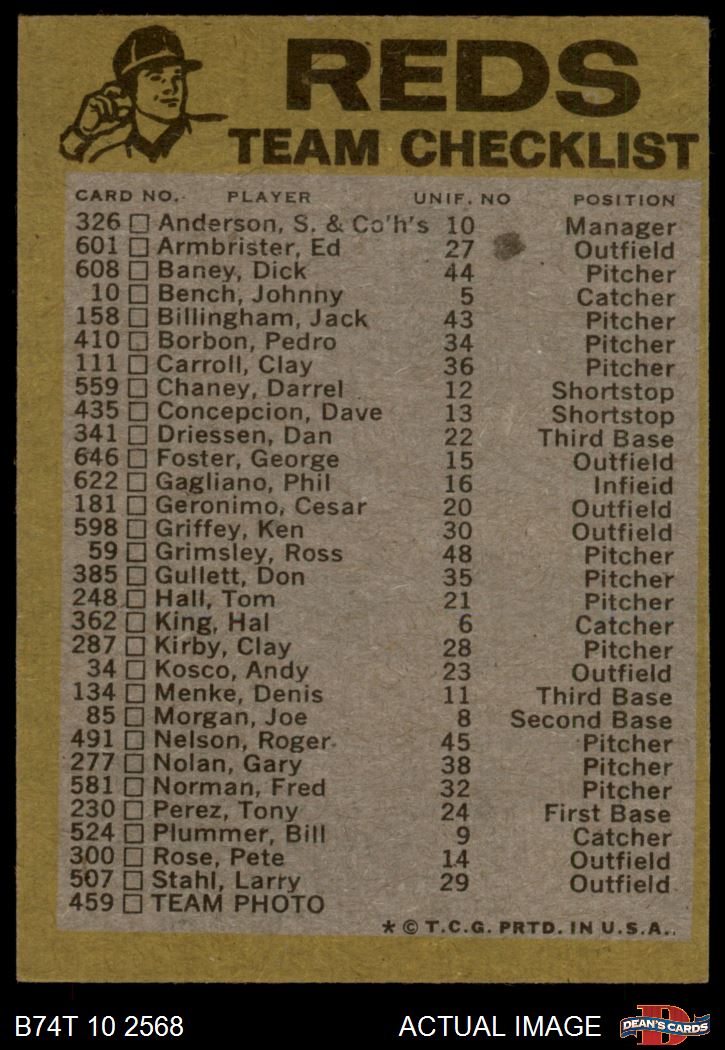 REDS
TEAM CHECKLIST
CARD NO. PLAYER UNIF. NO POSITION
326 Anderson, S. & Co'h's 10 Manager
601 Armbrister, Ed 27 Outfield
608 Baney, Dick 44 Pitcher
10 Bench, Johnny 5 Catcher
158 Billingham, Jack 43 Pitcher
410 Borbon, Pedro 34 Pitcher
111 Carroll, Clay 36 Pitcher
559 Chaney, Darrel 12 Shortstop
435 Concepcion, Dave 13 Shortstop
341 Driessen, Dan 22 Third Base
646 Foster, George 15 Outfield
622 Gagliano, Phil 16 Infieid
181 Geronimo, Cesar 20 Outfield
598 Griffey, Ken 30 Outfield
59 Grimsley, Ross 48 Pitcher
385 Gullett, Don 35 Pitcher
248 Hall, Tom 21 Pitcher
362 King, Hal 6 Catcher
287 Kirby, Clay 28 Pitcher
34 Kosco, Andy 23 Outfield
134 Menke, Denis 11 Third Base
85 Morgan, Joe 8 Second Base
491 Nelson, Roger 45 Pitcher
277 Nolan, Gary 38 Pitcher
581 Norman, Fred 32 Pitcher
230 Perez, Tony 24 First Base
524 Plummer, Bill 9 Catcher
300 Rose, Pete 14 Outfield
507 Stahl, Larry 29 Outfield
459 TEAM PHOTO
* © T.C.G. PRTD. IN U.S.A.
B74T 10 2568 ACTUAL IMAGE DEAN'S CARDS